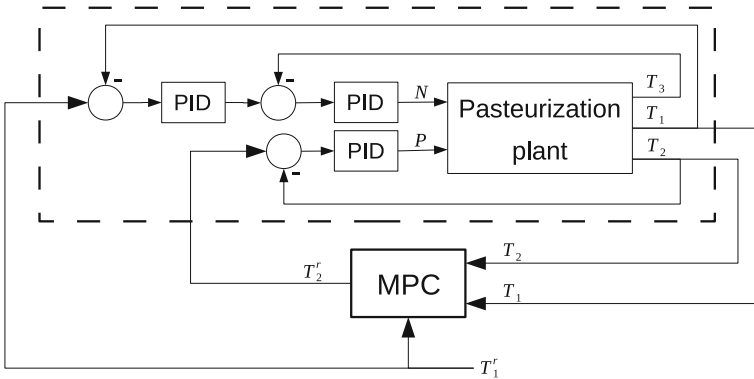 -
-
T₃
PID
PID
N
Pasteurization
plant
T₁
PID
P
T₂
-
T₂ʳ
MPC
T₂
T₁
T₁ʳ